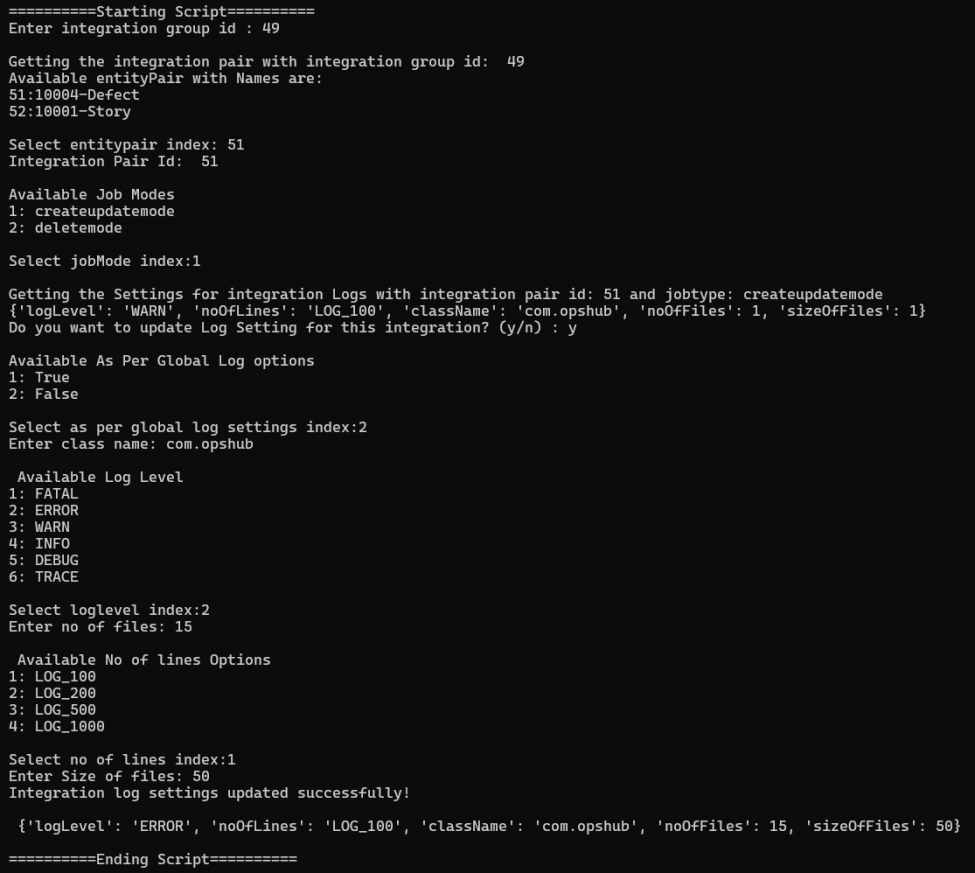 ==========Starting Script==========
Enter integration group id : 49
Getting the integration pair with integration group id:  49
Available entityPair with Names are:
51:10004-Defect
52:10001-Story
Select entitypair index: 51
Integration Pair Id:  51
Available Job Modes
1: createupdatemode
2: deletemode
Select jobMode index:1
Getting the Settings for integration Logs with integration pair id: 51 and jobtype: createupdatemode
{'logLevel': 'WARN', 'noOfLines': 'LOG_100', 'className': 'com.opshub', 'noOfFiles': 1, 'sizeOfFiles': 1}
Do you want to update Log Setting for this integration? (y/n) : y
Available As Per Global Log options
1: True
2: False
Select as per global log settings index:2
Enter class name: com.opshub
 Available Log Level
1: FATAL
2: ERROR
3: WARN
4: INFO
5: DEBUG
6: TRACE
Select loglevel index:2
Enter no of files: 15
 Available No of lines Options
1: LOG_100
2: LOG_200
3: LOG_500
4: LOG_1000
Select no of lines index:1
Enter Size of files: 50
Integration log settings updated successfully!
 {'logLevel': 'ERROR', 'noOfLines': 'LOG_100', 'className': 'com.opshub', 'noOfFiles': 15, 'sizeOfFiles': 50}
==========Ending Script==========